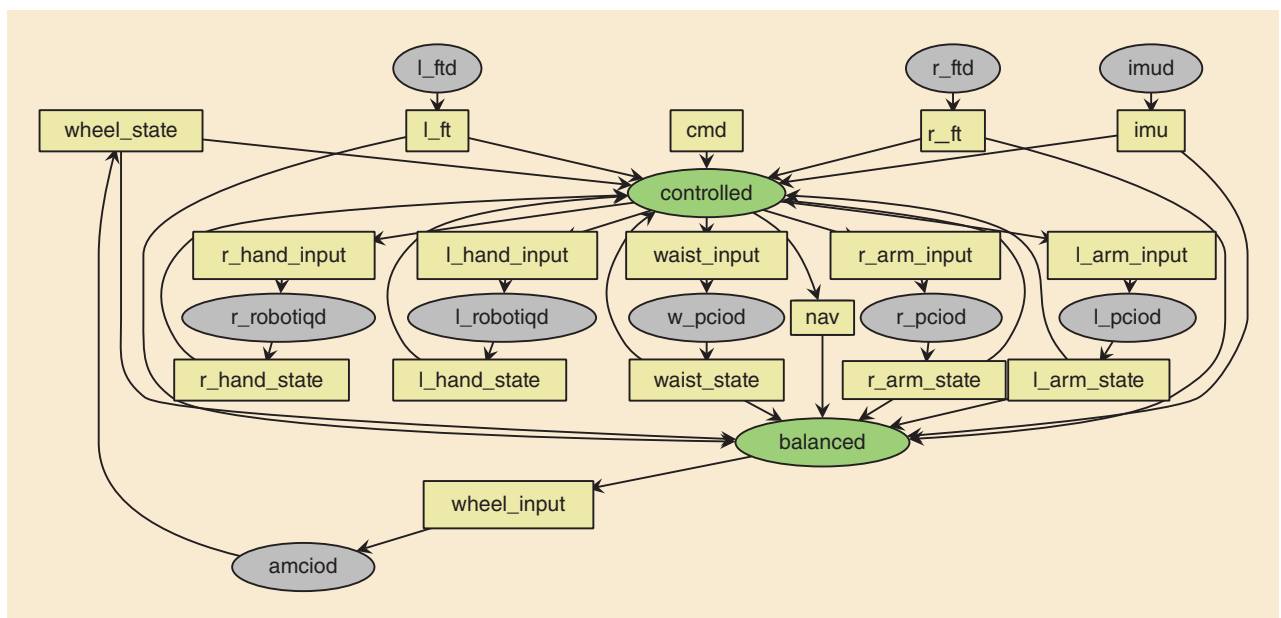 l_ftd
r_ftd
imud
wheel_state
l_ft
cmd
r_ft
imu
controlled
r_hand_input
l_hand_input
waist_input
r_arm_input
l_arm_input
r_robotiqd
l_robotiqd
w_pciod
nav
r_pciod
l_pciod
r_hand_state
l_hand_state
waist_state
r_arm_state
l_arm_state
balanced
wheel_input
amciod